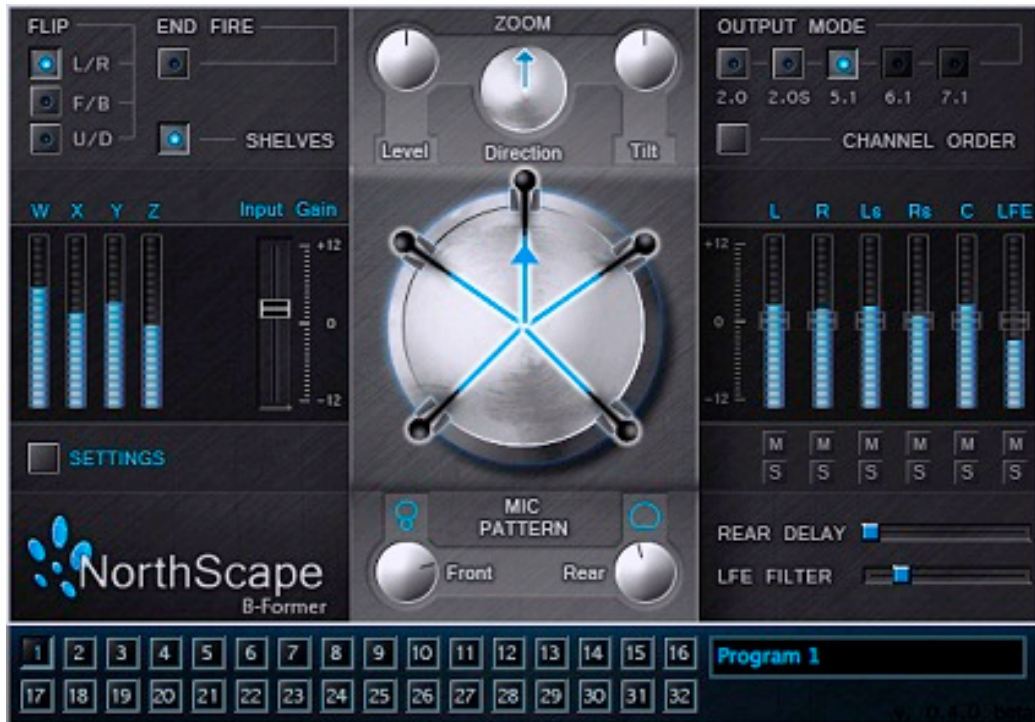 FLIP
END FIRE
L/R
F/B
U/D
SHELVES
ZOOM
Level
Direction
Tilt
OUTPUT MODE
2.0 2.0S 5.1 6.1 7.1
CHANNEL ORDER
W X Y Z
Input Gain
+12
0
-12
L R Ls Rs C LFE
+12
0
-12
M M M M M M
S S S S S S
SETTINGS
MIC
PATTERN
Front
Rear
REAR DELAY
LFE FILTER
NorthScape
B-Former
1 2 3 4 5 6 7 8 9 10 11 12 13 14 15 16
Program 1
17 18 19 20 21 22 23 24 25 26 27 28 29 30 31 32